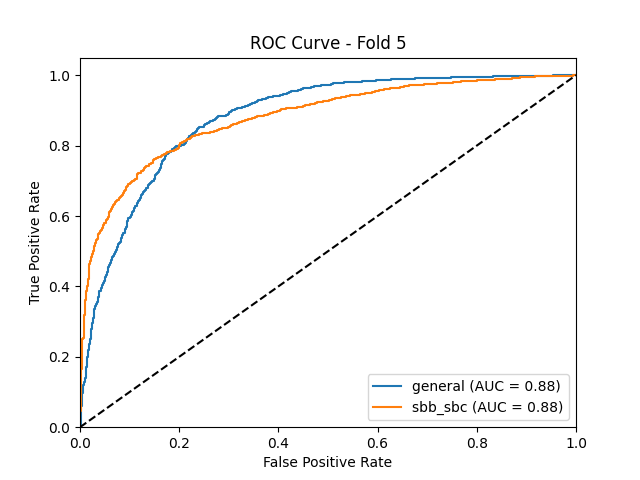 ROC Curve - Fold 5
True Positive Rate
1.0
0.8
0.6
0.4
0.2
0.0
0.0 0.2 0.4 0.6 0.8 1.0
False Positive Rate
general (AUC = 0.88)
sbb_sbc (AUC = 0.88)